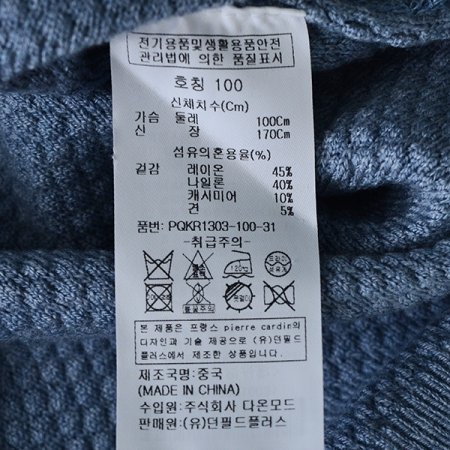 전기용품및생활용품안전
관리법에 의한 품질표시
호칭 100
신체치수(Cm)
가슴 둘레 100Cm
신 장 170Cm
섬유의혼용율(%)
겉감 레이온 45%
나일론 40%
캐시미어 10%
견 5%
품번: PQKR1303-100-31
-취급주의-
120℃
본 제품은 프랑스 pierre cardin의
디자인과 기술 제공으로 (유)던필드
플러스에서 제조한 상품입니다.
제조국명:중국
(MADE IN CHINA)
수입원: 주식회사 다온모드
판매원: (유)던필드플러스